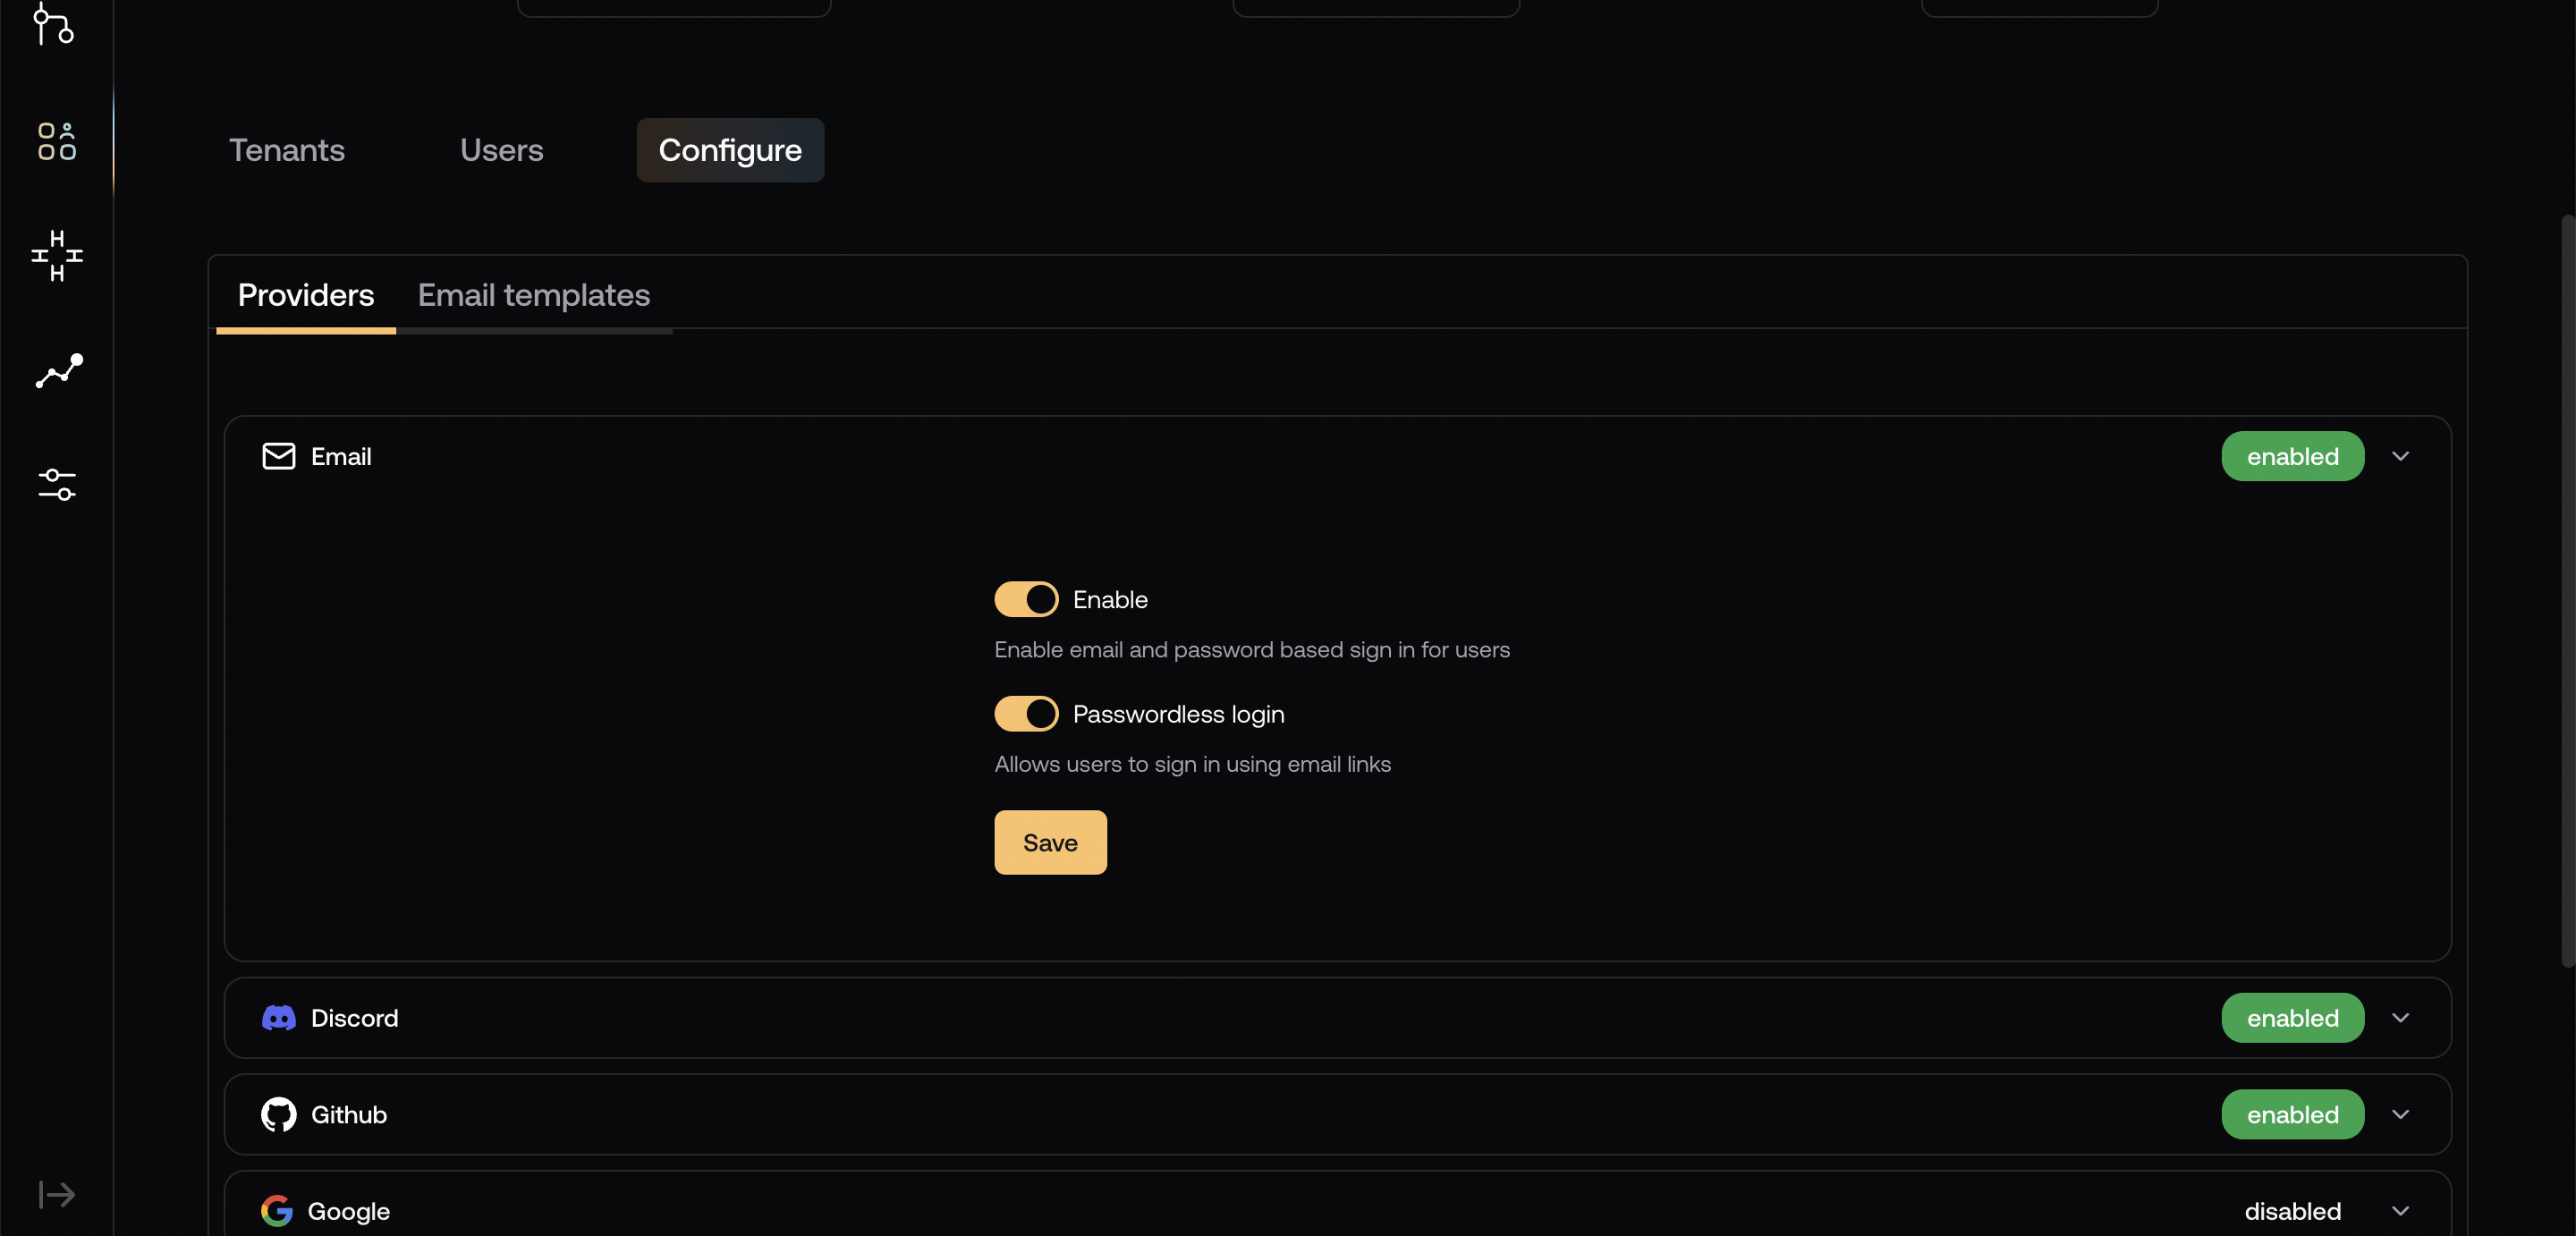 Tenants Users Configure
Providers Email templates
Email enabled
Enable
Enable email and password based sign in for users
Passwordless login
Allows users to sign in using email links
Save
Discord enabled
Github enabled
Google disabled